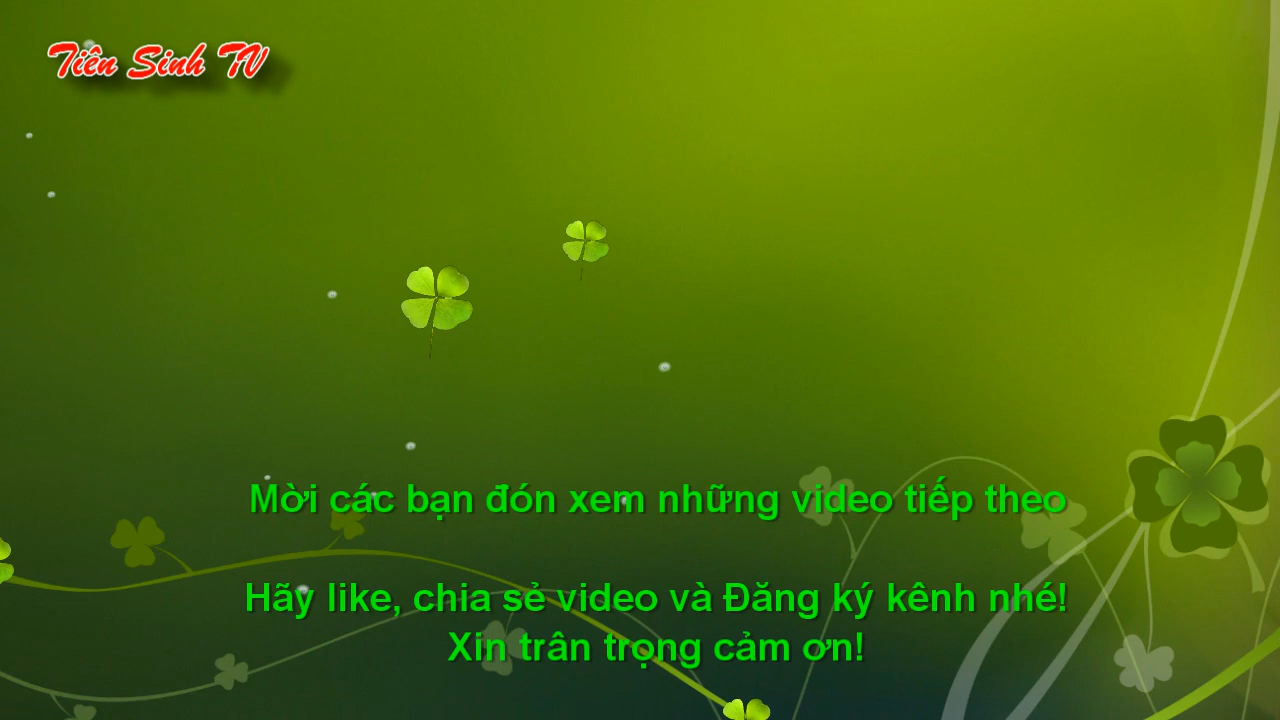 Tiên Sinh TV
Mời các bạn đón xem những video tiếp theo
Hãy like, chia sẻ video và Đăng ký kênh nhé!
Xin trân trọng cảm ơn!